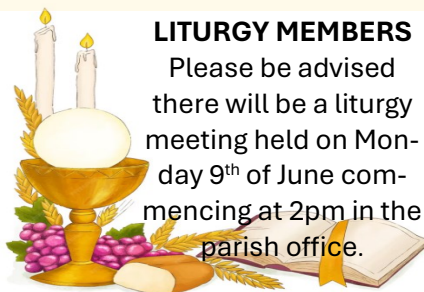 LITURGY MEMBERS
Please be advised
there will be a liturgy
meeting held on Mon-
day 9th of June com-
mencing at 2pm in the
parish office.